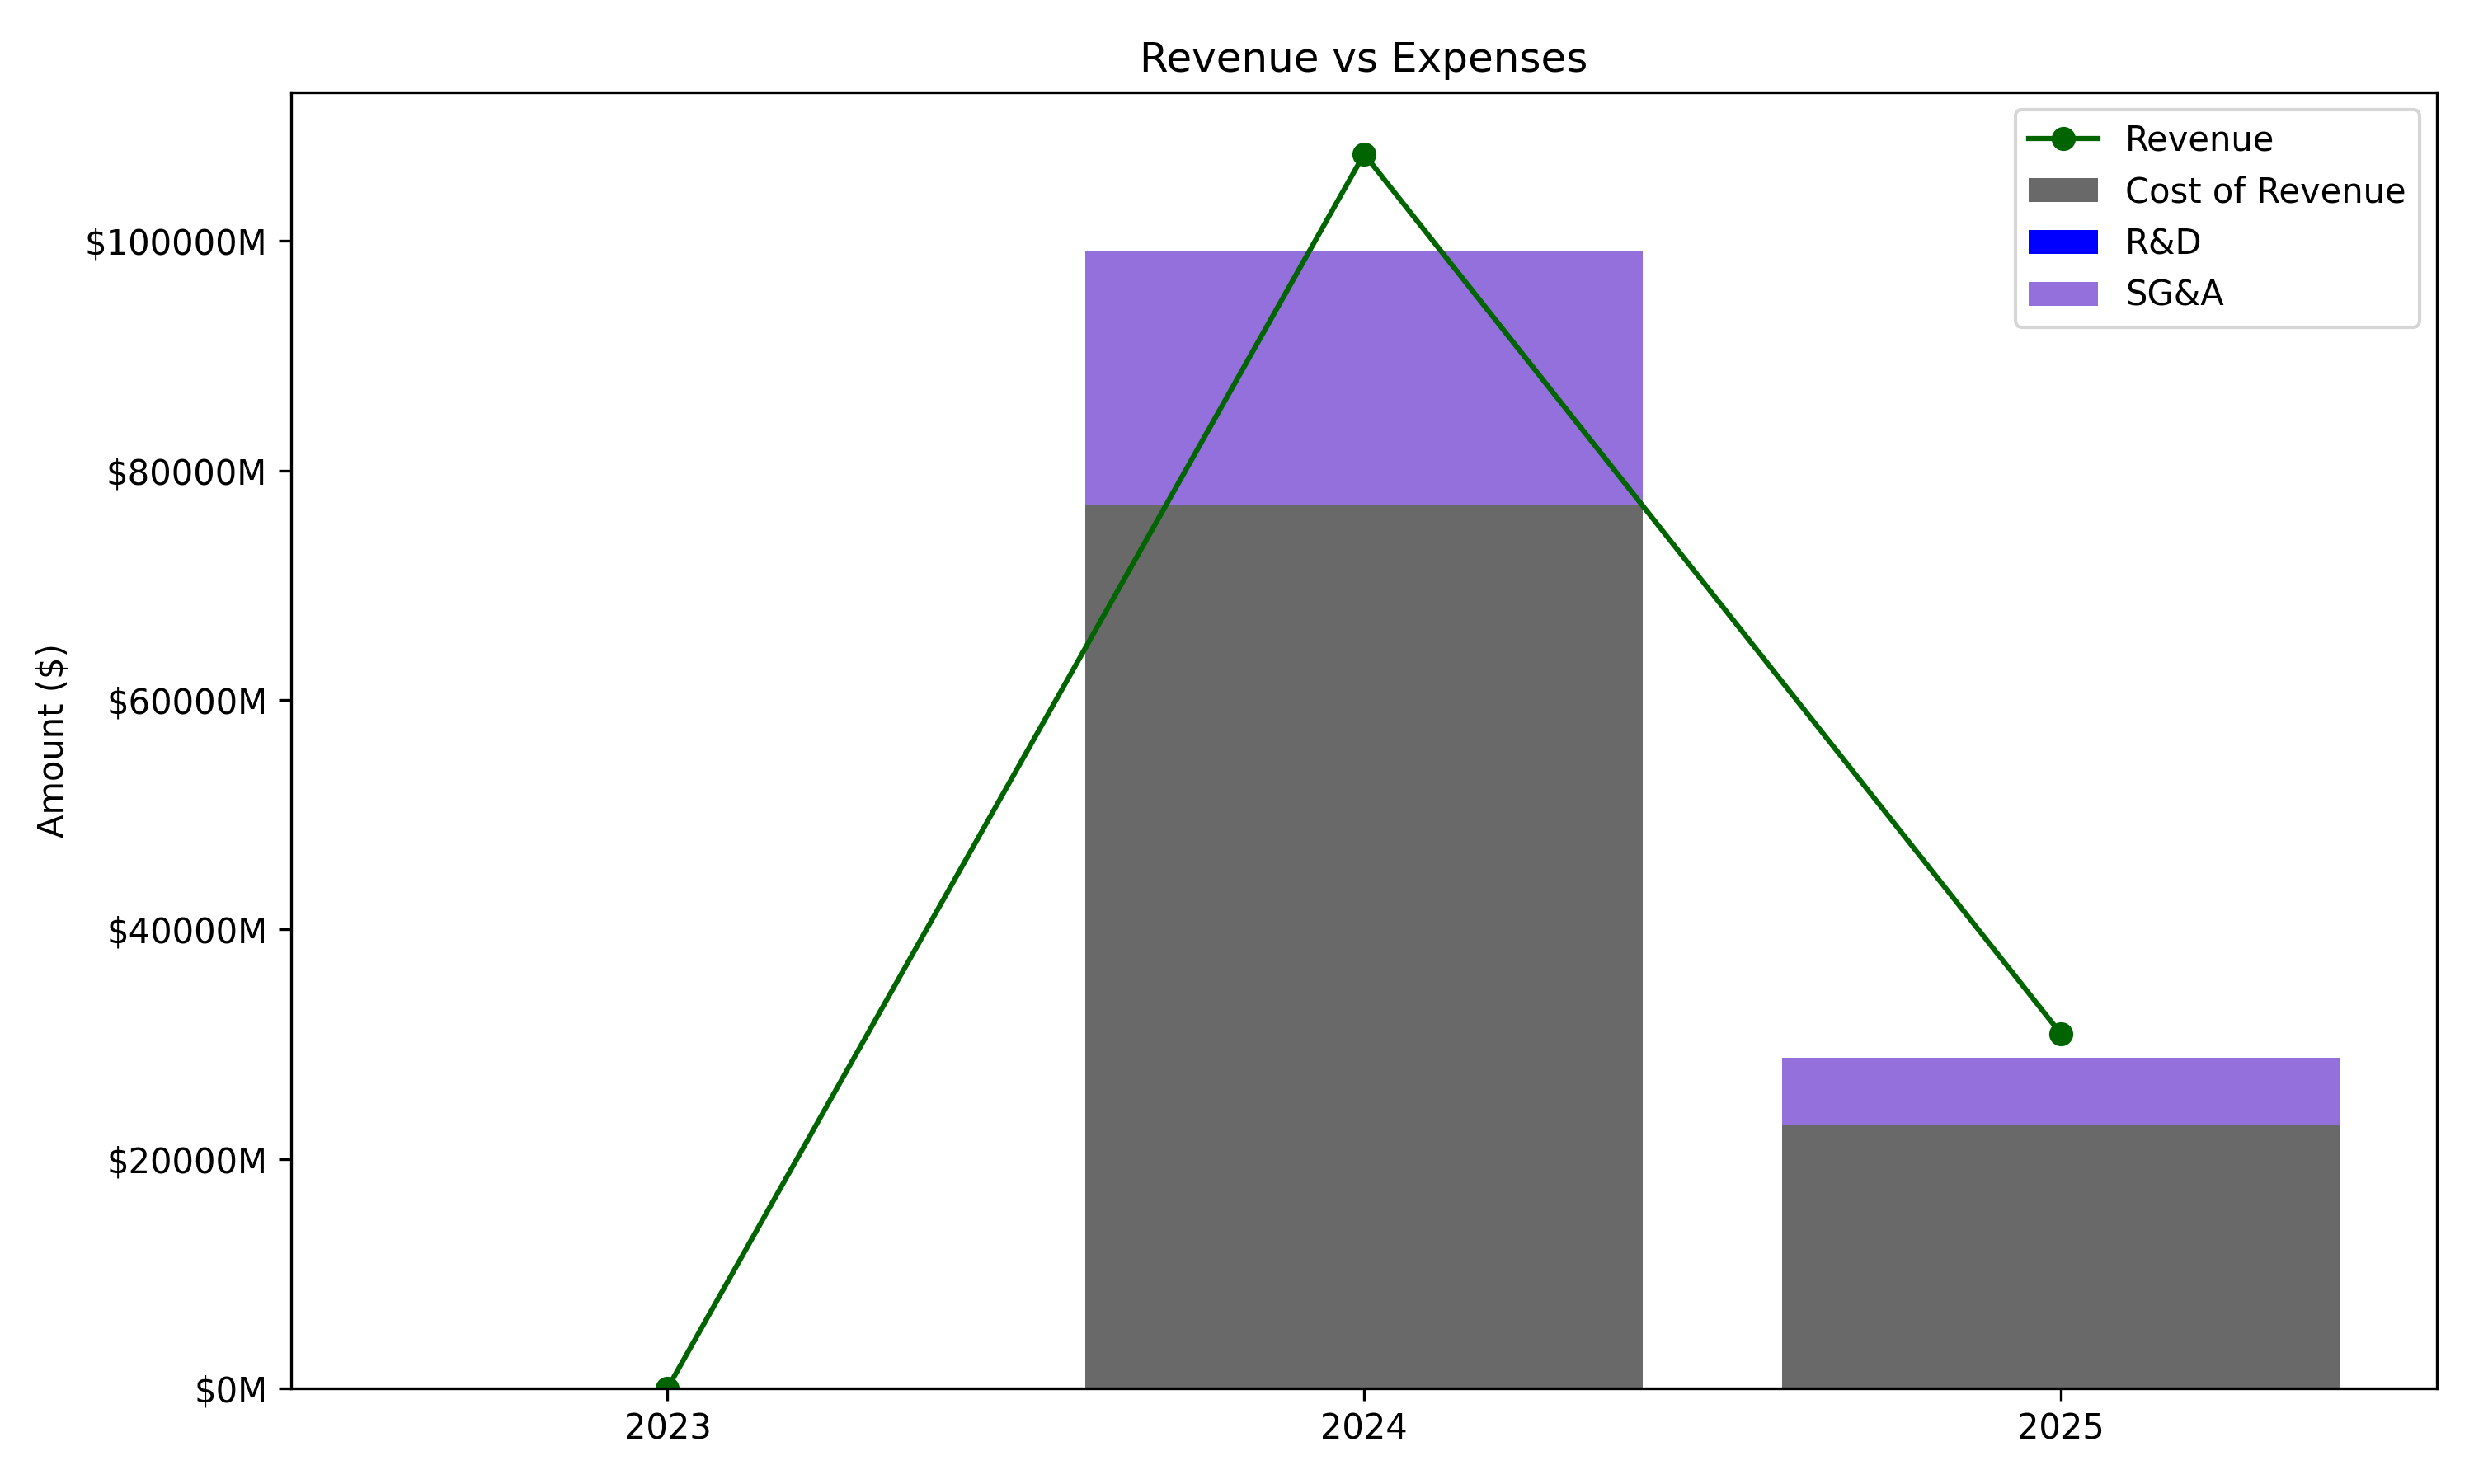 Revenue vs Expenses
Revenue
Cost of Revenue
R&D
SG&A
Amount ($)
$100000M
$80000M
$60000M
$40000M
$20000M
$0M
2023
2024
2025